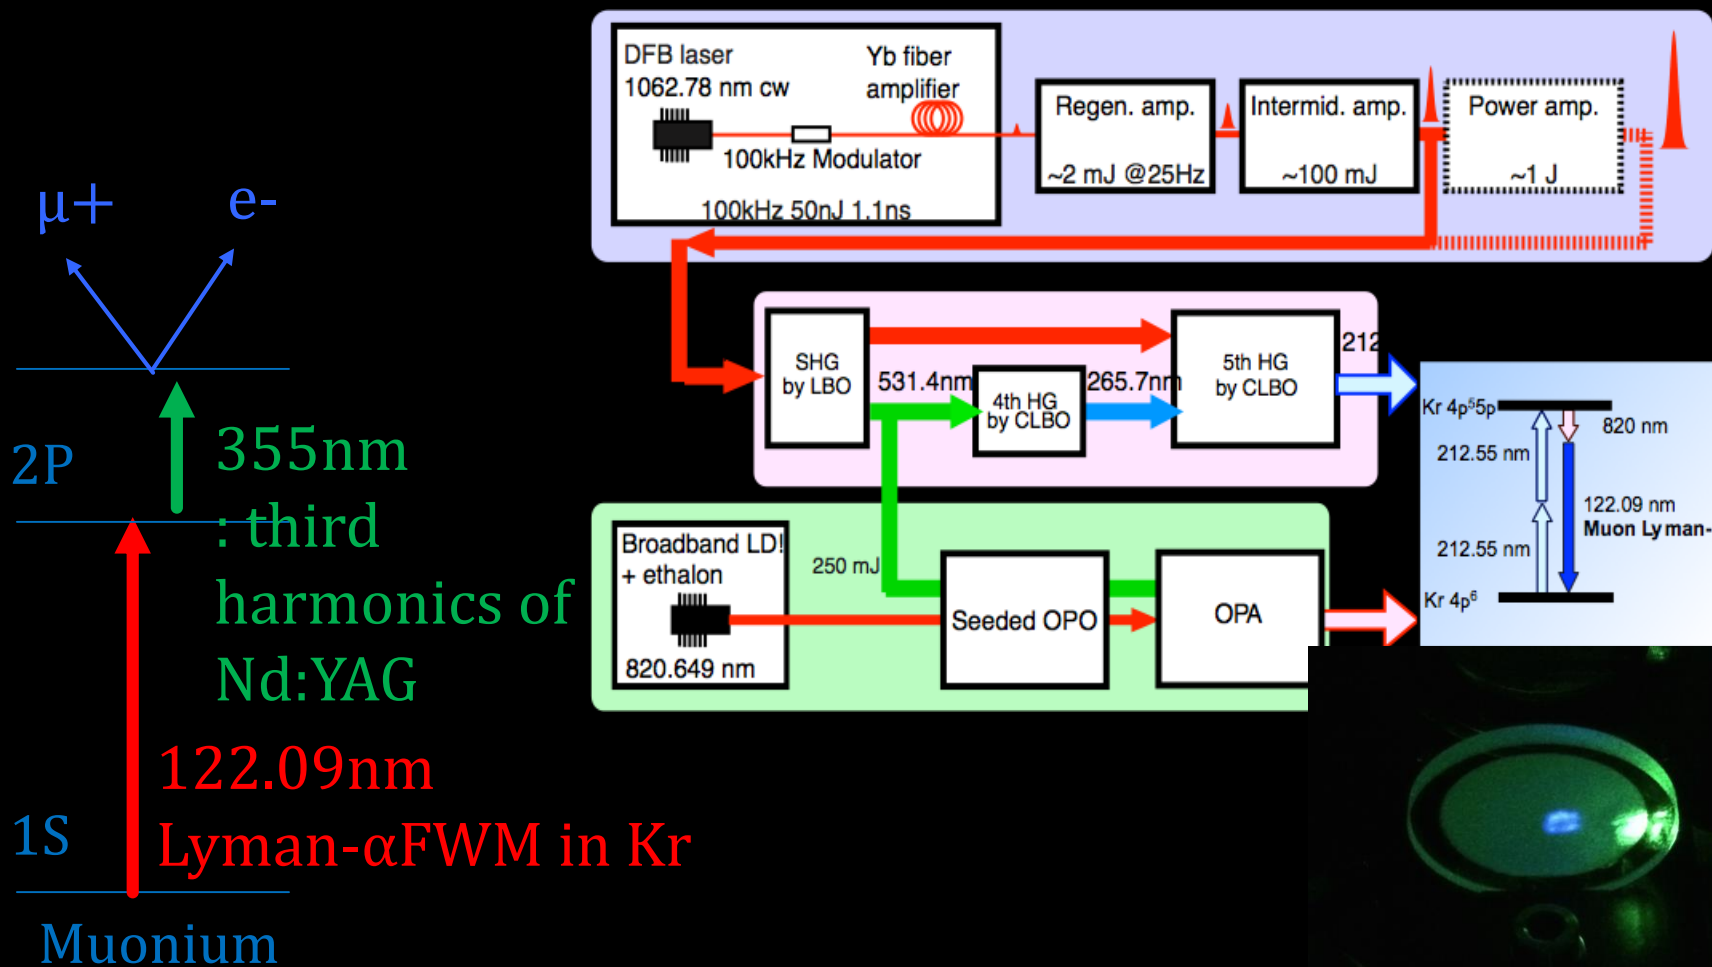 μ+
e-
2P
355nm
: third
harmonics of
Nd:YAG
122.09nm
Lyman-αFWM in Kr
1S
Muonium
DFB laser
1062.78 nm cw
Yb fiber
amplifier
100kHz Modulator
100kHz 50nJ 1.1ns
Regen. amp.
~2 mJ @25Hz
Intermid. amp.
~100 mJ
Power amp.
~1 J
SHG
by LBO
531.4nm
4th HG
by CLBO
265.7nm
5th HG
by CLBO
212
Broadband LD!
+ ethalon
820.649 nm
250 mJ
Seeded OPO
OPA
Kr 4p⁵5p
820 nm
212.55 nm
122.09 nm
Muon Lyman-
212.55 nm
Kr 4p⁶